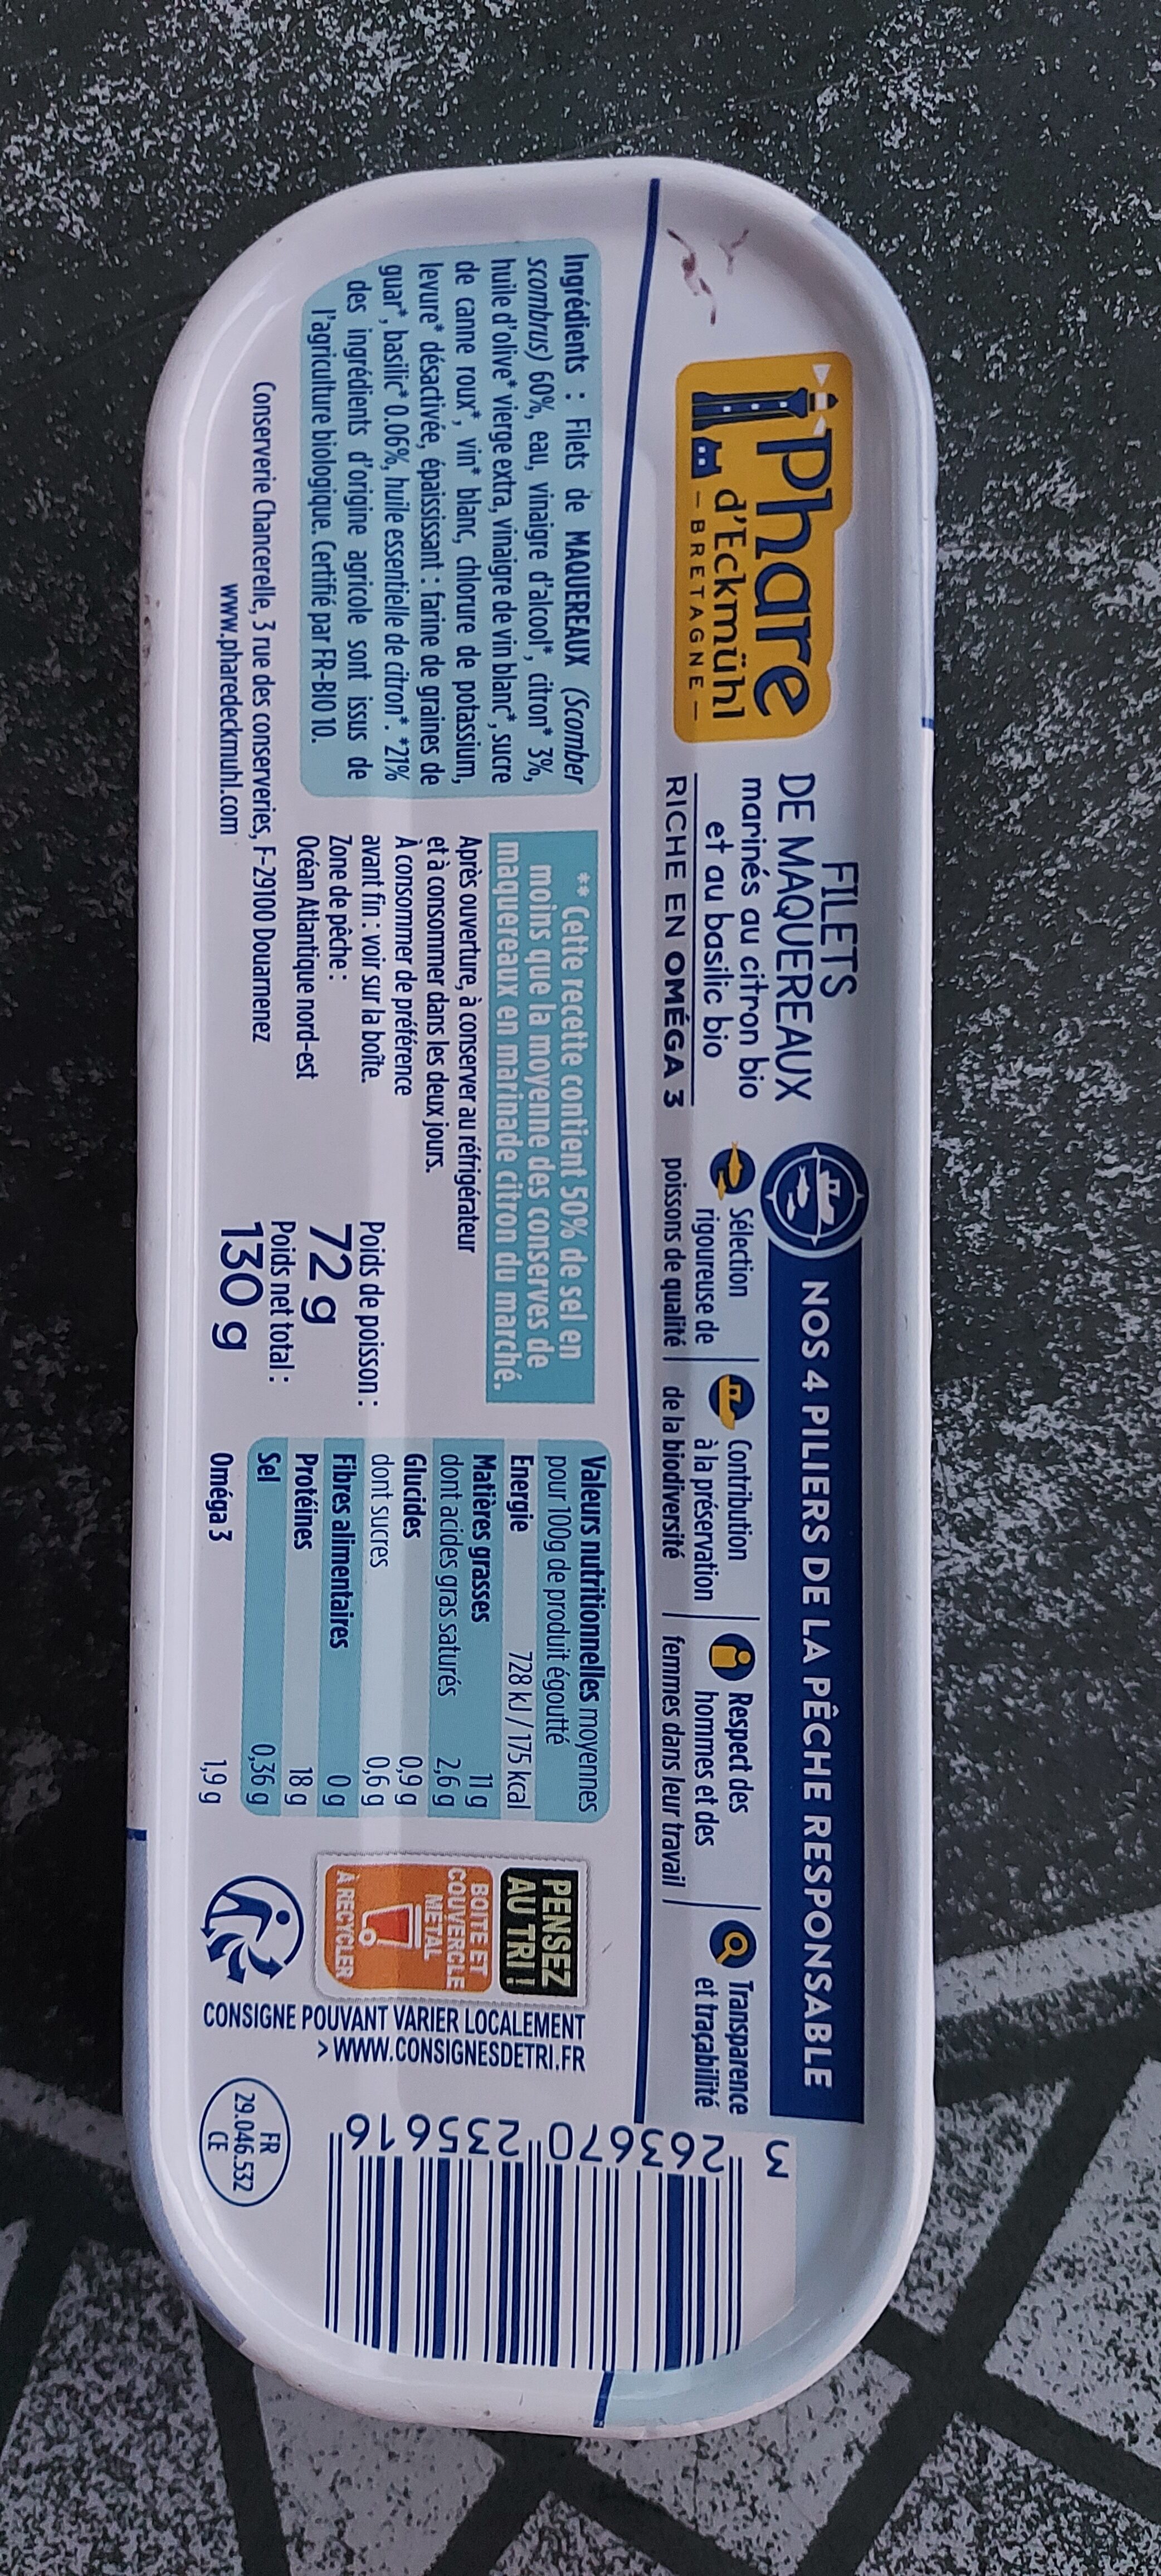 Phare
d'Eckmühl
– BRETAGNE –
FILETS
DE MAQUEREAUX
marinés au citron bio
et au basilic bio
RICHE EN OMÉGA 3
NOS 4 PILIERS DE LA PÊCHE RESPONSABLE
Sélection
rigoureuse de
poissons de qualité
Contribution
à la préservation
de la biodiversité
Respect des
hommes et des
femmes dans leur travail
Transparence
et traçabilité
Ingrédients : Filets de MAQUEREAUX (Scomber
scombrus) 60%, eau, vinaigre d'alcool*, citron* 3%,
huile d'olive* vierge extra, vinaigre de vin blanc*, sucre
de canne roux*, vin* blanc, chlorure de potassium,
levure* désactivée, épaississant : farine de graines de
guar*, basilic* 0.06%, huile essentielle de citron*. *21%
des ingrédients d'origine agricole sont issus de
l'agriculture biologique. Certifié par FR-BIO 10.
Conserverie Chancerelle, 3 rue des conserveries, F-29100 Douarnenez
www.pharedeckmuhl.com
** Cette recette contient 50% de sel en
moins que la moyenne des conserves de
maquereaux en marinade citron du marché.
Après ouverture, à conserver au réfrigérateur
et à consommer dans les deux jours.
À consommer de préférence
avant fin : voir sur la boîte.
Zone de pêche :
Océan Atlantique nord-est
Poids de poisson :
72 g
Poids net total :
130 g
Valeurs nutritionnelles moyennes
pour 100g de produit égoutté
Energie 728 kJ / 175 kcal
Matières grasses 11 g
dont acides gras saturés 2,6 g
Glucides 0,9 g
dont sucres 0,6 g
Fibres alimentaires 0 g
Protéines 18 g
Sel 0,36 g
Oméga 3 1,9 g
PENSEZ
AU TRI !
BOITE ET
COUVERCLE
MÉTAL
À RECYCLER
CONSIGNE POUVANT VARIER LOCALEMENT
> WWW.CONSIGNESDETRI.FR
3 263670 235616
FR
29.046.532
CE